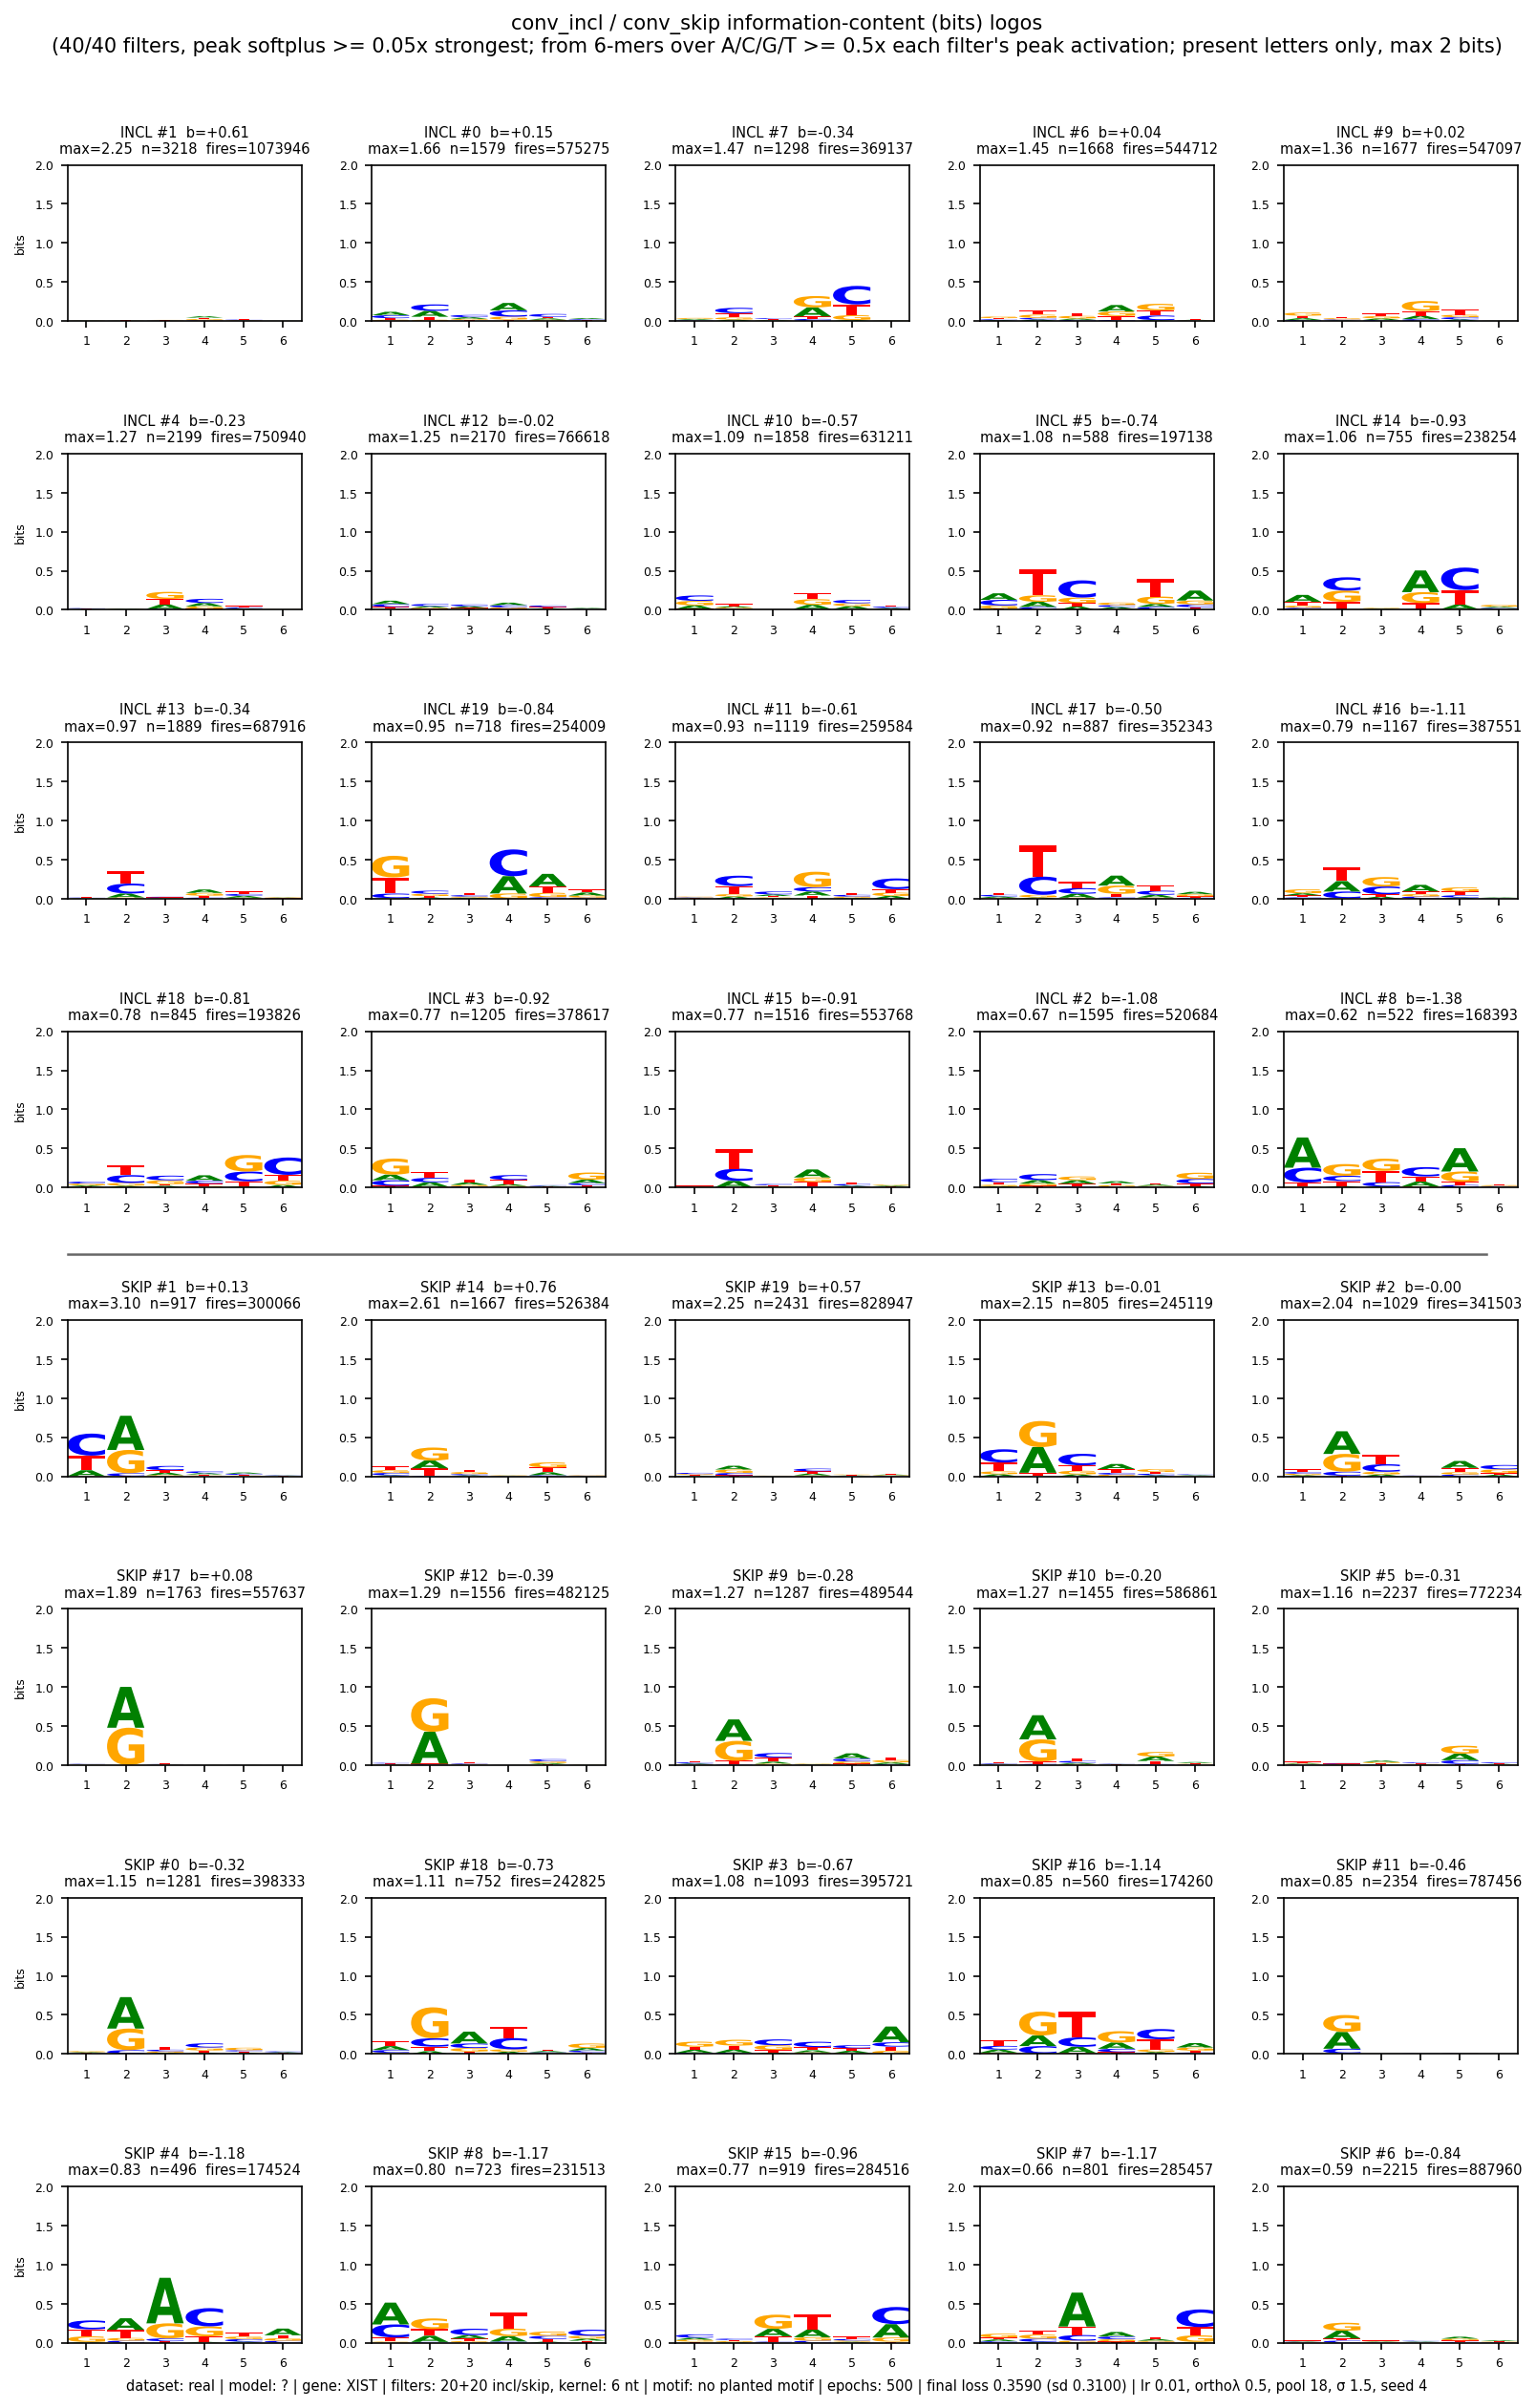 conv_incl / conv_skip information-content (bits) logos
(40/40 filters, peak softplus >= 0.05x strongest; from 6-mers over A/C/G/T >= 0.5x each filter's peak activation; present letters only, max 2 bits)
INCL #1 b=+0.61
max=2.25 n=3218 fires=1073946
INCL #0 b=+0.15
max=1.66 n=1579 fires=575275
INCL #7 b=-0.34
max=1.47 n=1298 fires=369137
INCL #6 b=+0.04
max=1.45 n=1668 fires=544712
INCL #9 b=+0.02
max=1.36 n=1677 fires=547097
INCL #4 b=-0.23
max=1.27 n=2199 fires=750940
INCL #12 b=-0.02
max=1.25 n=2170 fires=766618
INCL #10 b=-0.57
max=1.09 n=1858 fires=631211
INCL #5 b=-0.74
max=1.08 n=588 fires=197138
INCL #14 b=-0.93
max=1.06 n=755 fires=238254
INCL #13 b=-0.34
max=0.97 n=1889 fires=687916
INCL #19 b=-0.84
max=0.95 n=718 fires=254009
INCL #11 b=-0.61
max=0.93 n=1119 fires=259584
INCL #17 b=-0.50
max=0.92 n=887 fires=352343
INCL #16 b=-1.11
max=0.79 n=1167 fires=387551
INCL #18 b=-0.81
max=0.78 n=845 fires=193826
INCL #3 b=-0.92
max=0.77 n=1205 fires=378617
INCL #15 b=-0.91
max=0.77 n=1516 fires=553768
INCL #2 b=-1.08
max=0.67 n=1595 fires=520684
INCL #8 b=-1.38
max=0.62 n=522 fires=168393
SKIP #1 b=+0.13
max=3.10 n=917 fires=300066
SKIP #14 b=+0.76
max=2.61 n=1667 fires=526384
SKIP #19 b=+0.57
max=2.25 n=2431 fires=828947
SKIP #13 b=-0.01
max=2.15 n=805 fires=245119
SKIP #2 b=-0.00
max=2.04 n=1029 fires=341503
SKIP #17 b=+0.08
max=1.89 n=1763 fires=557637
SKIP #12 b=-0.39
max=1.29 n=1556 fires=482125
SKIP #9 b=-0.28
max=1.27 n=1287 fires=489544
SKIP #10 b=-0.20
max=1.27 n=1455 fires=586861
SKIP #5 b=-0.31
max=1.16 n=2237 fires=772234
SKIP #0 b=-0.32
max=1.15 n=1281 fires=398333
SKIP #18 b=-0.73
max=1.11 n=752 fires=242825
SKIP #3 b=-0.67
max=1.08 n=1093 fires=395721
SKIP #16 b=-1.14
max=0.85 n=560 fires=174260
SKIP #11 b=-0.46
max=0.85 n=2354 fires=787456
SKIP #4 b=-1.18
max=0.83 n=496 fires=174524
SKIP #8 b=-1.17
max=0.80 n=723 fires=231513
SKIP #15 b=-0.96
max=0.77 n=919 fires=284516
SKIP #7 b=-1.17
max=0.66 n=801 fires=285457
SKIP #6 b=-0.84
max=0.59 n=2215 fires=887960
dataset: real | model: ? | gene: XIST | filters: 20+20 incl/skip, kernel: 6 nt | motif: no planted motif | epochs: 500 | final loss 0.3590 (sd 0.3100) | lr 0.01, orthoλ 0.5, pool 18, σ 1.5, seed 4